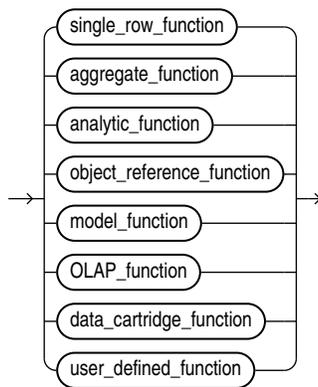 single_row_function
aggregate_function
analytic_function
object_reference_function
model_function
OLAP_function
data_cartridge_function
user_defined_function